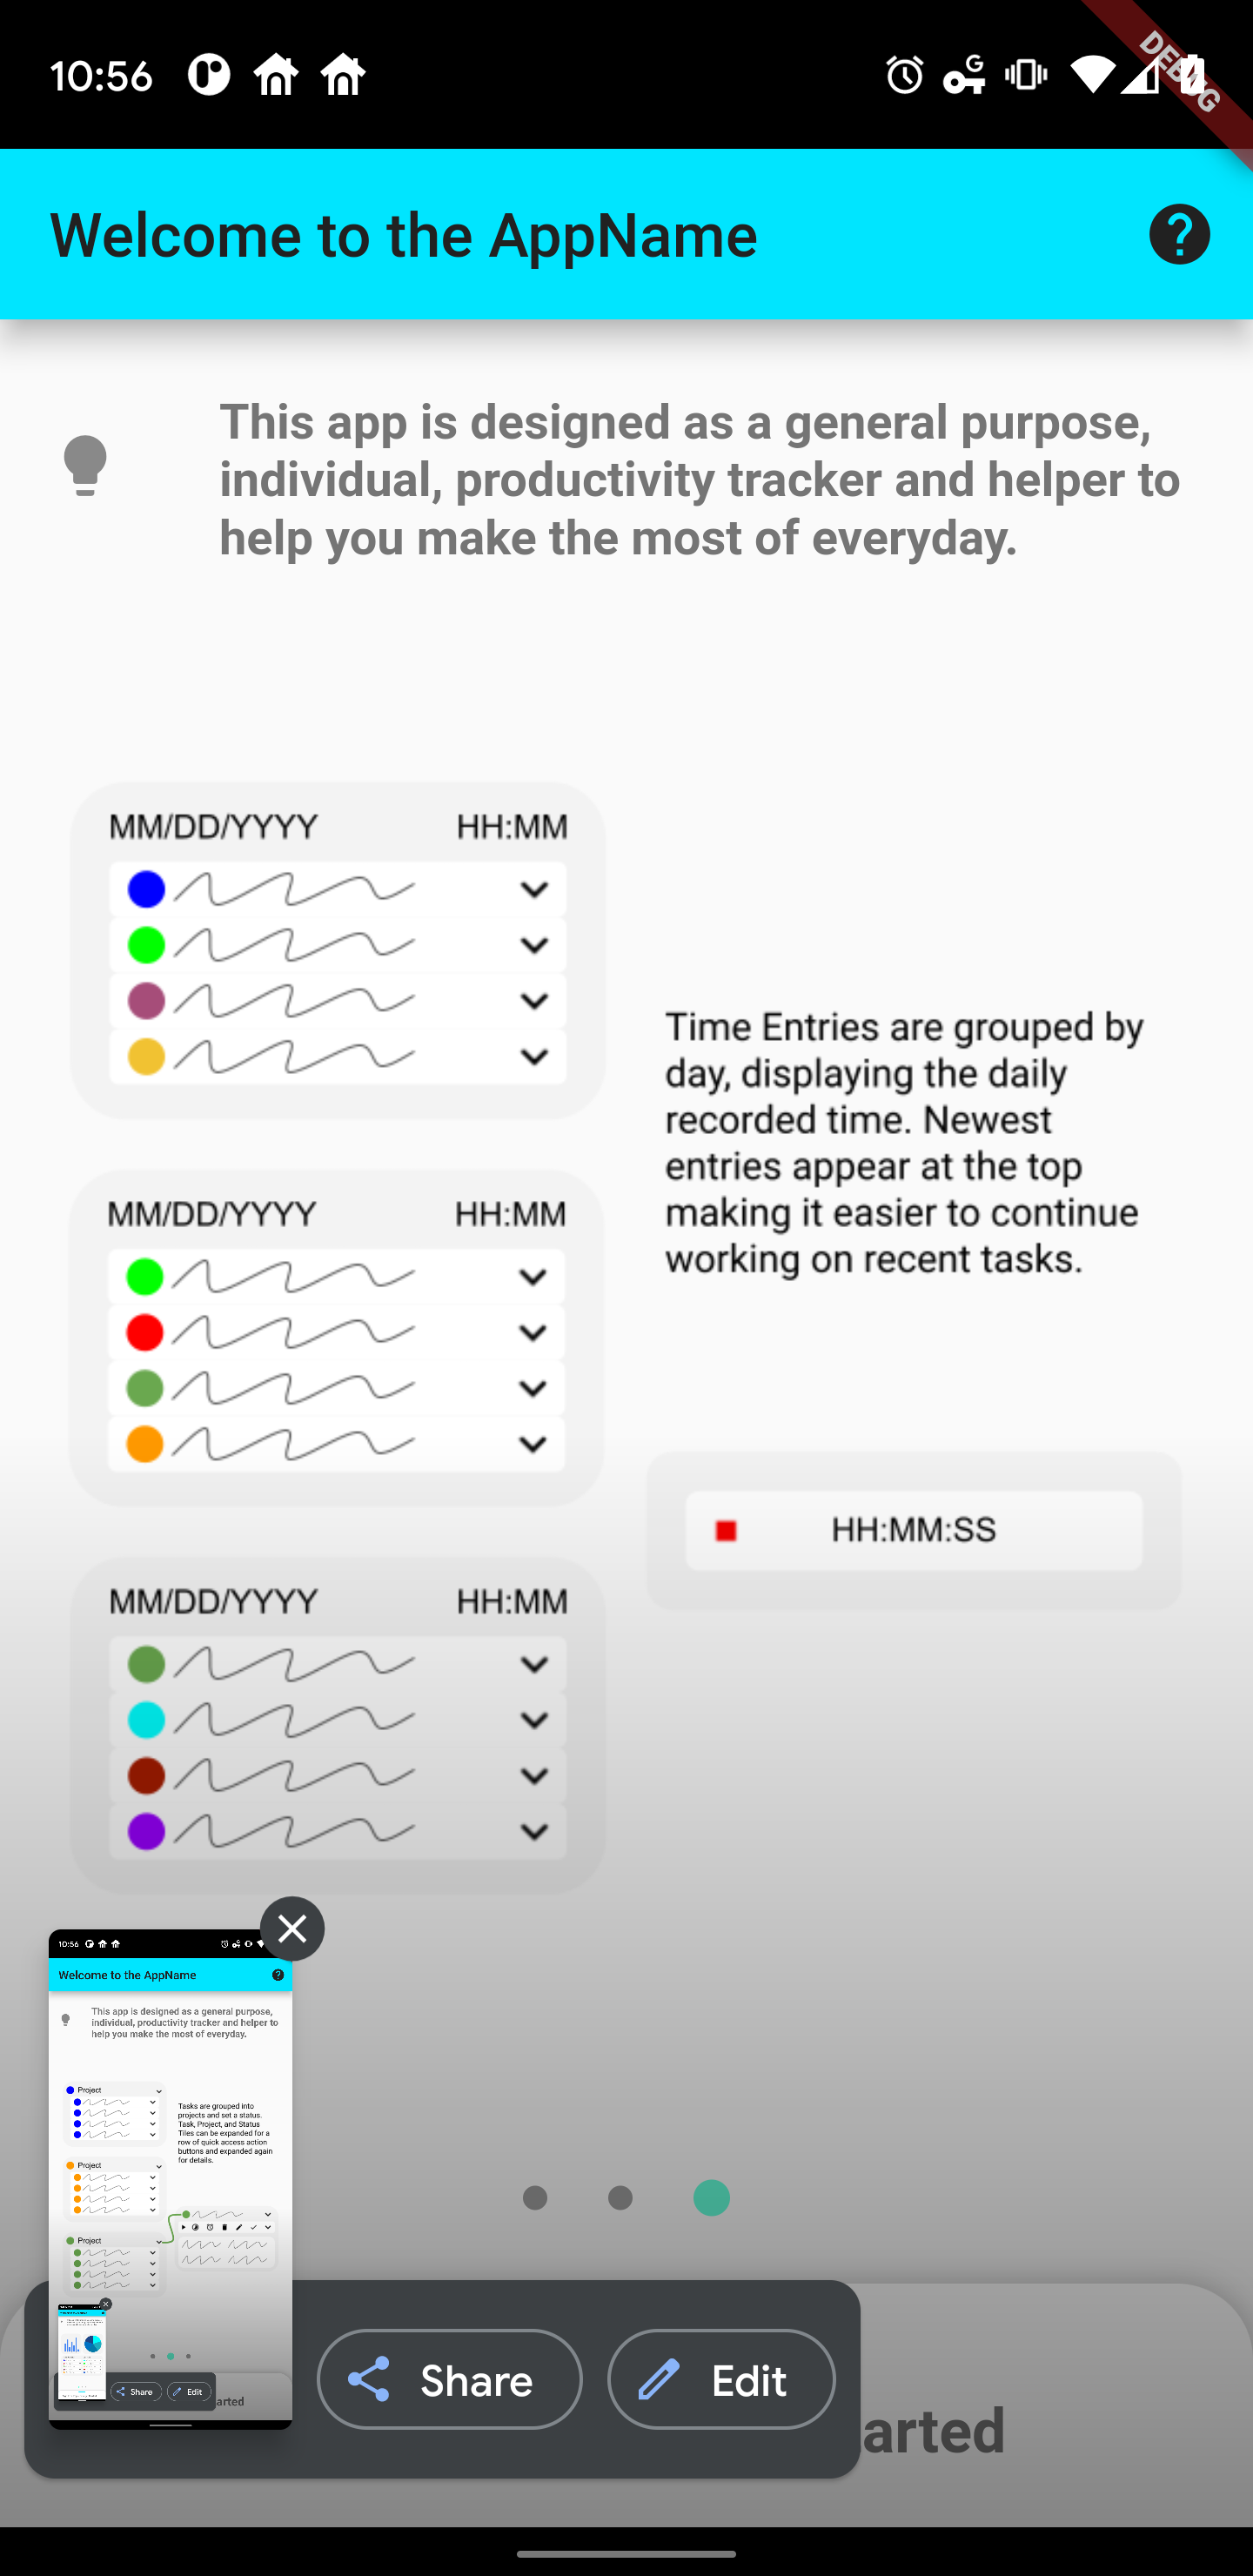 10:56
DEBUG
Welcome to the AppName
This app is designed as a general purpose,
individual, productivity tracker and helper to
help you make the most of everyday.
MM/DD/YYYY HH:MM
Time Entries are grouped by
day, displaying the daily
recorded time. Newest
entries appear at the top
making it easier to continue
working on recent tasks.
MM/DD/YYYY HH:MM
HH:MM:SS
MM/DD/YYYY HH:MM
10:56
Welcome to the AppName
This app is designed as a general purpose,
individual, productivity tracker and helper to
help you make the most of everyday.
Project
Tasks are grouped into
projects and set a status.
Task, Project, and Status
Tiles can be expanded for a
row of quick access action
buttons and expanded again
for details.
Project
Project
Share Edit
arted
Share Edit
arted